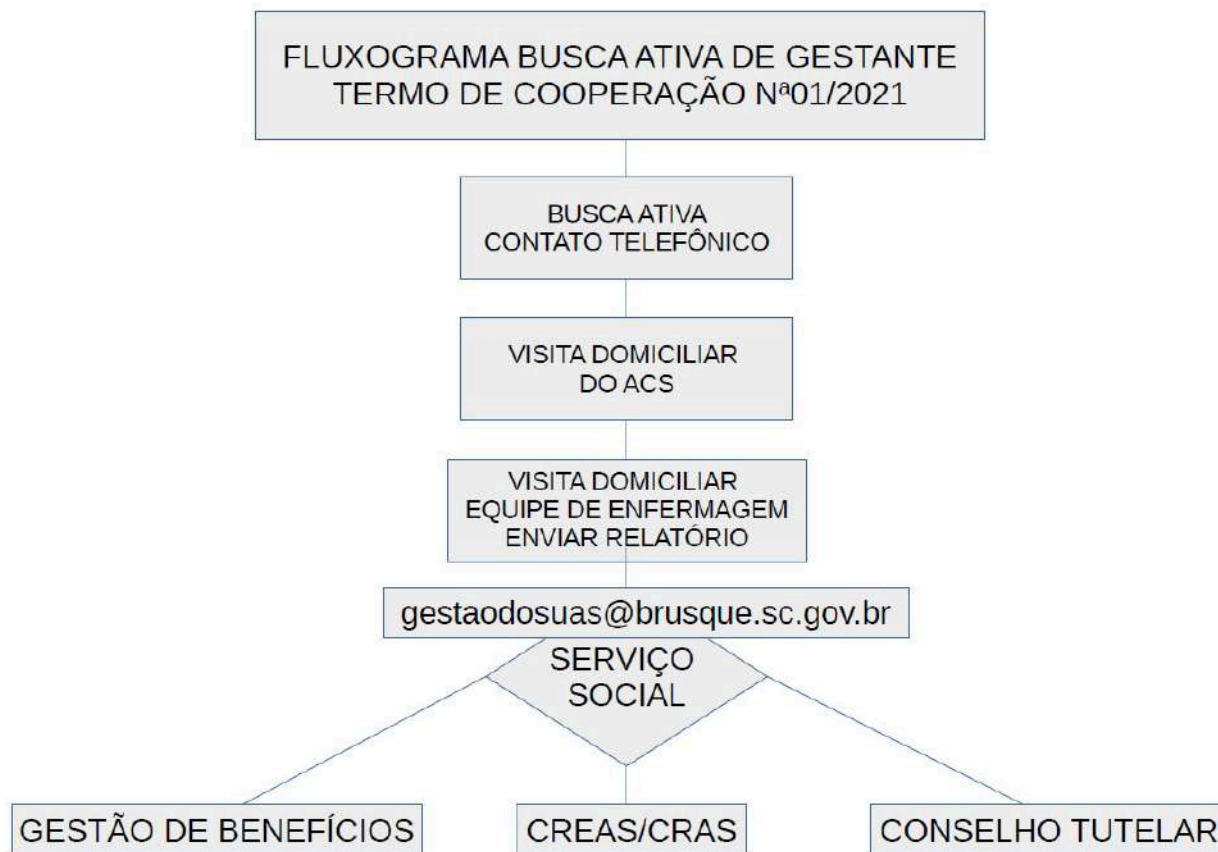 FLUXOGRAMA BUSCA ATIVA DE GESTANTE
TERMO DE COOPERAÇÃO Nª01/2021
BUSCA ATIVA
CONTATO TELEFÔNICO
VISITA DOMICILIAR
DO ACS
VISITA DOMICILIAR
EQUIPE DE ENFERMAGEM
ENVIAR RELATÓRIO
gestaodosuas@brusque.sc.gov.br
SERVIÇO
SOCIAL
GESTÃO DE BENEFÍCIOS
CREAS/CRAS
CONSELHO TUTELAR